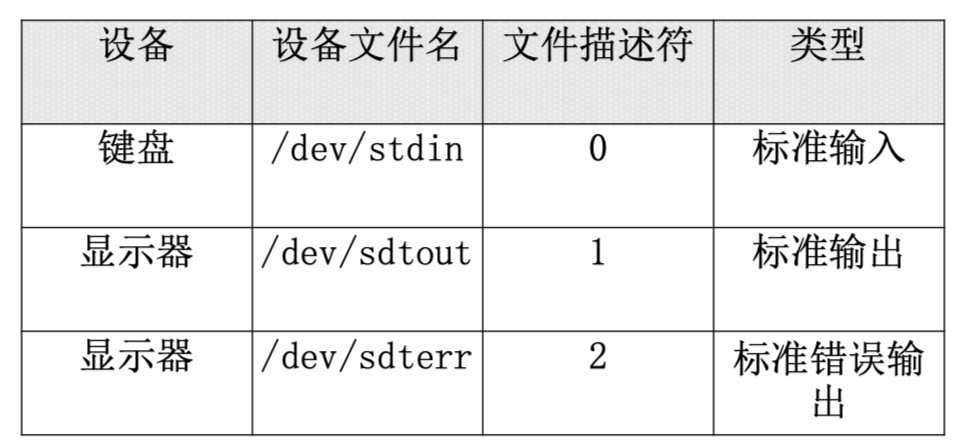 设备 设备文件名 文件描述符 类型
键盘 /dev/stdin 0 标准输入
显示器 /dev/sdtout 1 标准输出
显示器 /dev/sdterr 2 标准错误输
出